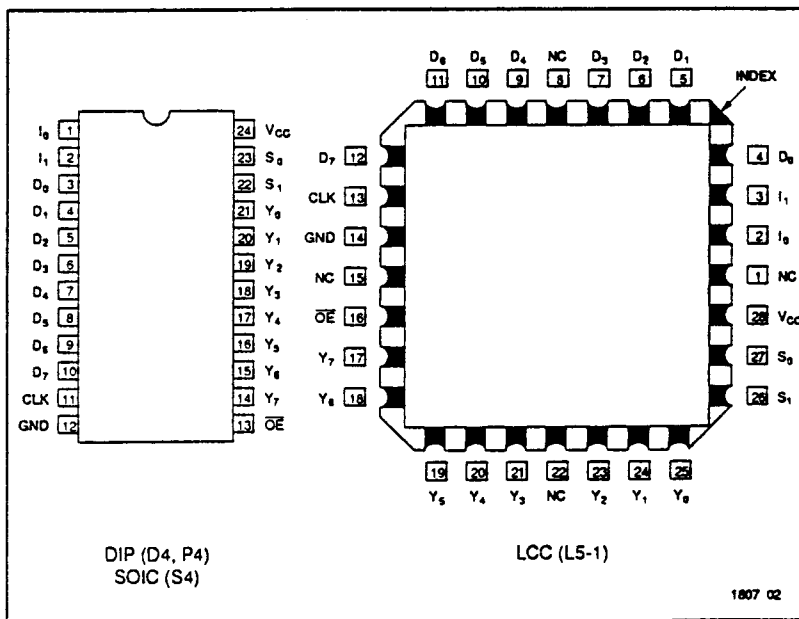 I₀ 1 24 VCC
I₁ 2 23 S₀
D₀ 3 22 S₁
D₁ 4 21 Y₀
D₂ 5 20 Y₁
D₃ 6 19 Y₂
D₄ 7 18 Y₃
D₅ 8 17 Y₄
D₆ 9 16 Y₅
D₇ 10 15 Y₆
CLK 11 14 Y₇
GND 12 13 O̅E̅
DIP (D4, P4)
SOIC (S4)
D₆ D₅ D₄ NC D₃ D₂ D₁
11 10 9 8 7 6 5
INDEX
D₇ 12 4 D₀
CLK 13 3 I₁
GND 14 2 I₀
NC 15 1 NC
O̅E̅ 16 28 VCC
Y₇ 17 27 S₀
Y₆ 18 26 S₁
19 20 21 22 23 24 25
Y₅ Y₄ Y₃ NC Y₂ Y₁ Y₀
LCC (L5-1)
1807 02